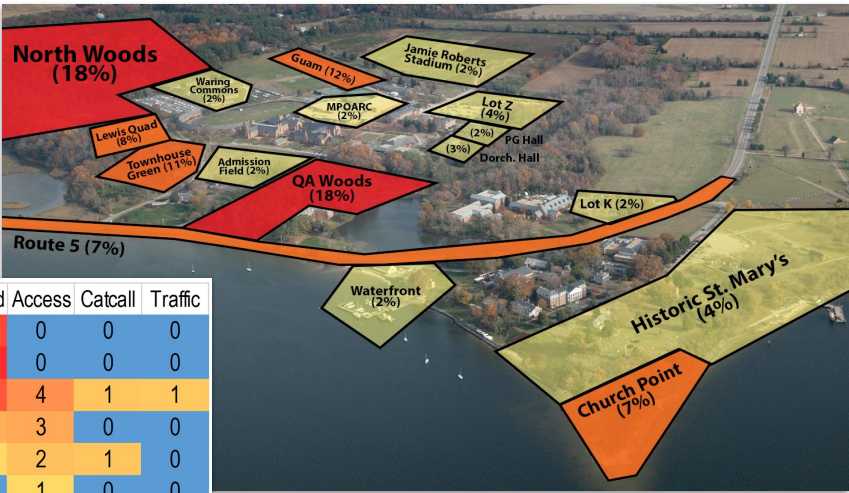 North Woods
(18%)
Waring
Commons
(2%)
Guam (12%)
Jamie Roberts
Stadium (2%)
MPOARC
(2%)
Lot Z
(4%)
(2%)
PG Hall
(3%)
Dorch. Hall
Lewis Quad
(8%)
Townhouse
Green (11%)
Admission
Field (2%)
QA Woods
(18%)
Lot K (2%)
Route 5 (7%)
Waterfront
(2%)
Historic St. Mary's
(4%)
Church Point
(7%)
d Access Catcall Traffic
0 0 0
0 0 0
4 1 1
3 0 0
2 1 0
1 0 0